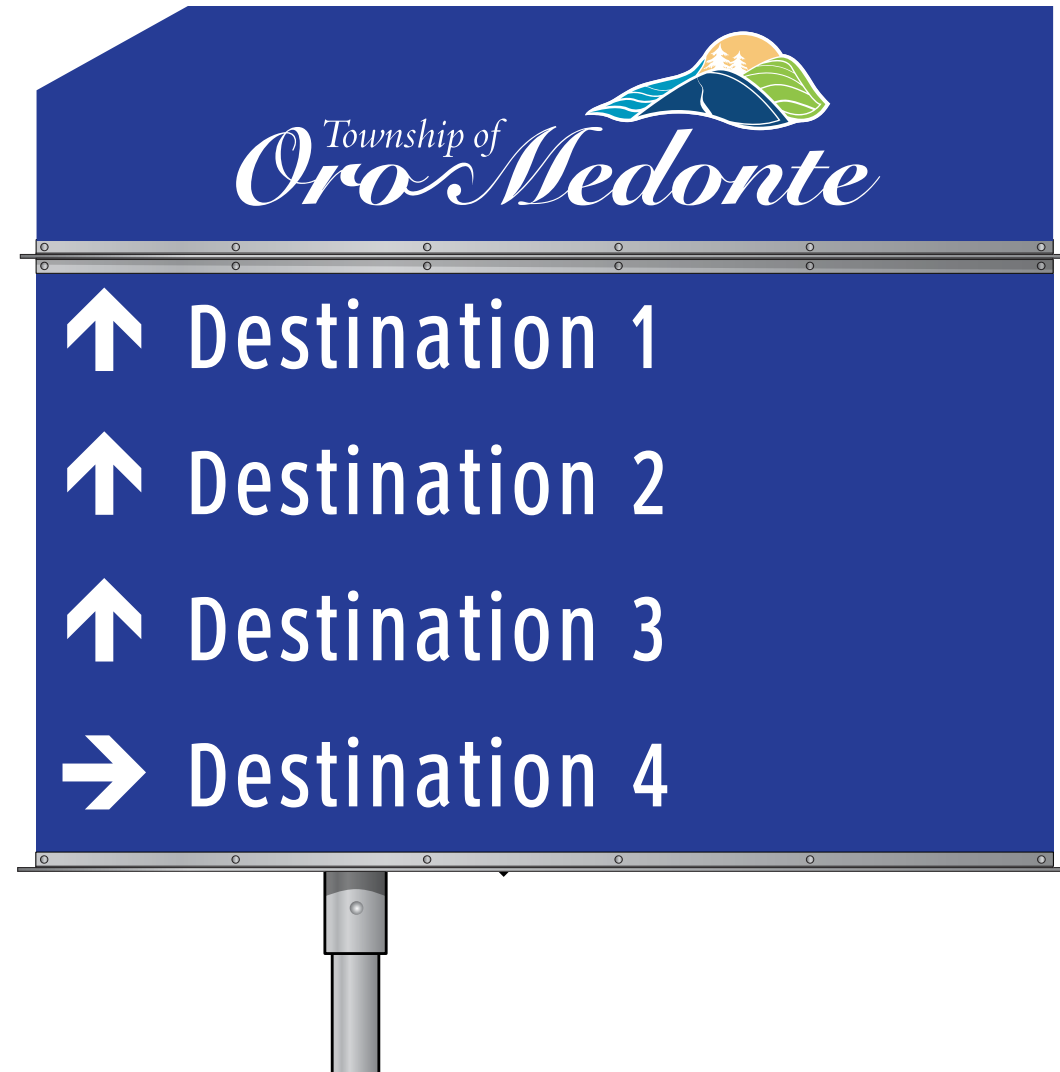 Township of
Oro Medonte
Destination 1
Destination 2
Destination 3
Destination 4